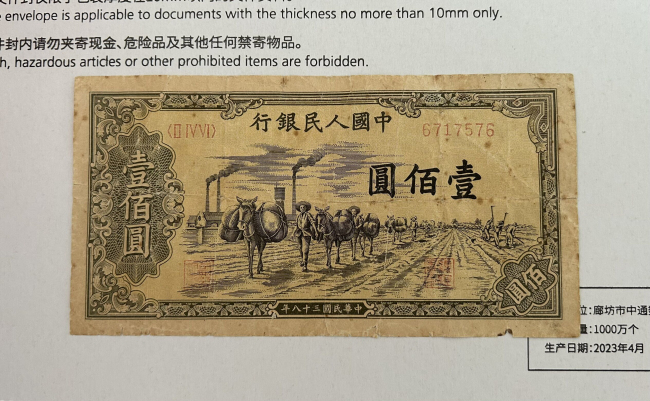 envelope is applicable to documents with the thickness no more than 10mm only.
件封内请勿夹寄现金、危险品及其他任何禁寄物品。
hazardous articles or other prohibited items are forbidden.
行銀民人國中
〈ⅡⅣⅥ〉 6717576
壹佰圓
圓佰壹
佰圓
年八十三國民華中
位:廊坊市中通
量:1000万个
生产日期:2023年4月